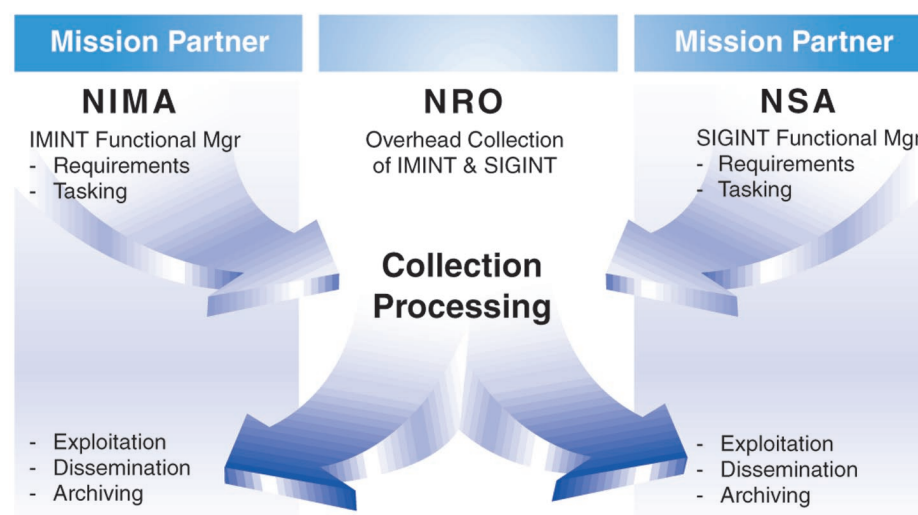 Mission Partner
NIMA
IMINT Functional Mgr
- Requirements
- Tasking
- Exploitation
- Dissemination
- Archiving
NRO
Overhead Collection
of IMINT & SIGINT
Collection
Processing
Mission Partner
NSA
SIGINT Functional Mgr
- Requirements
- Tasking
- Exploitation
- Dissemination
- Archiving